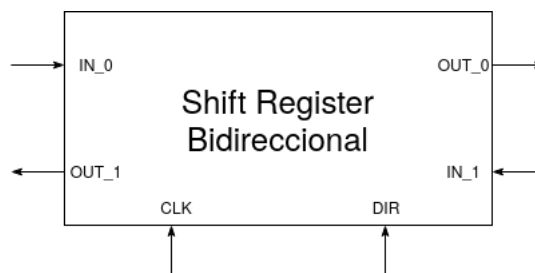 IN_0
OUT_0
Shift Register
Bidireccional
OUT_1
IN_1
CLK
DIR